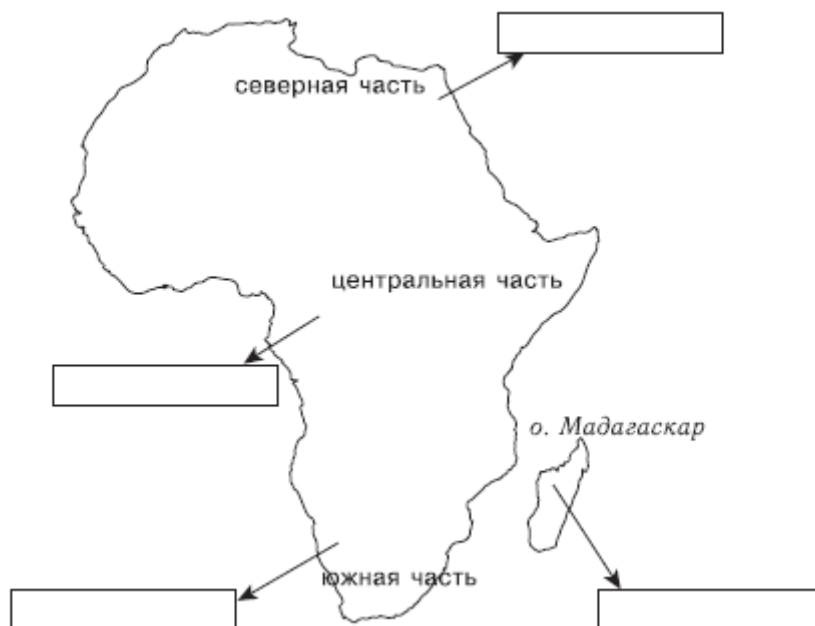 северная часть
центральная часть
о. Мадагаскар
южная часть